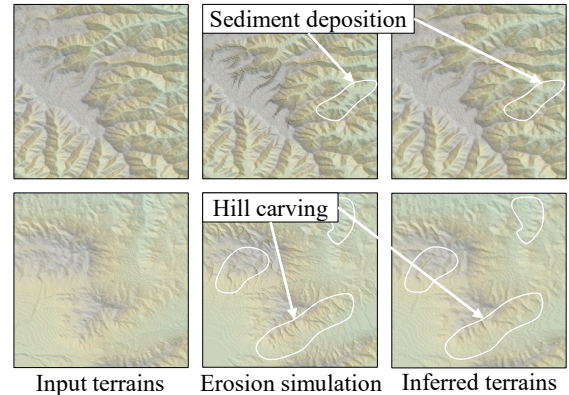 Sediment deposition
Hill carving
Input terrains
Erosion simulation
Inferred terrains